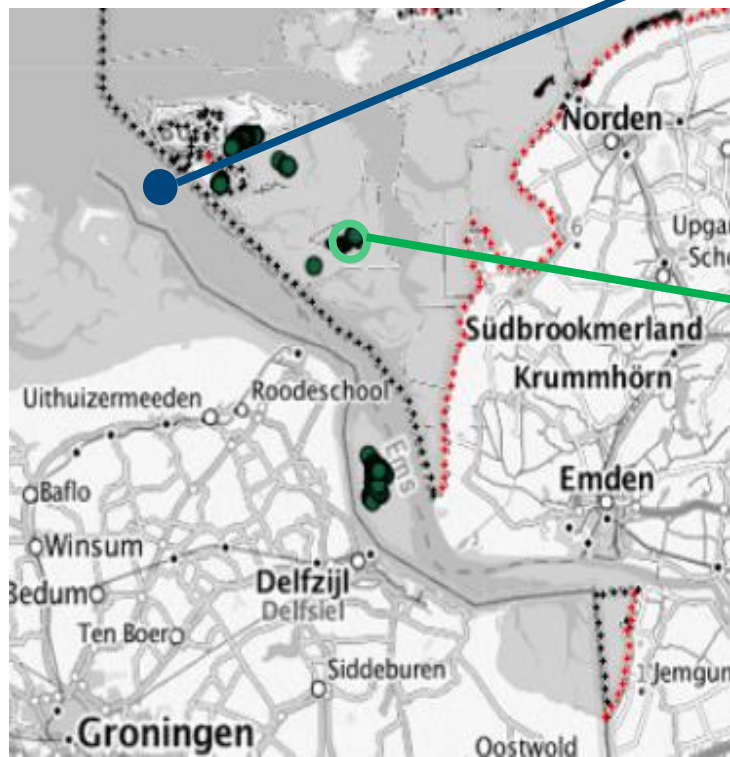 Norden
6
Upgan
Sche
Südbrookmerland
Krummhörn
Roodeschool
Uithuizermeeden
Ems
Baflo
Emden
Winsum
Delfzijl
Bedum
Delfsiel
Ten Boer
Siddeburen
Jemgun
Groningen
Oostwold